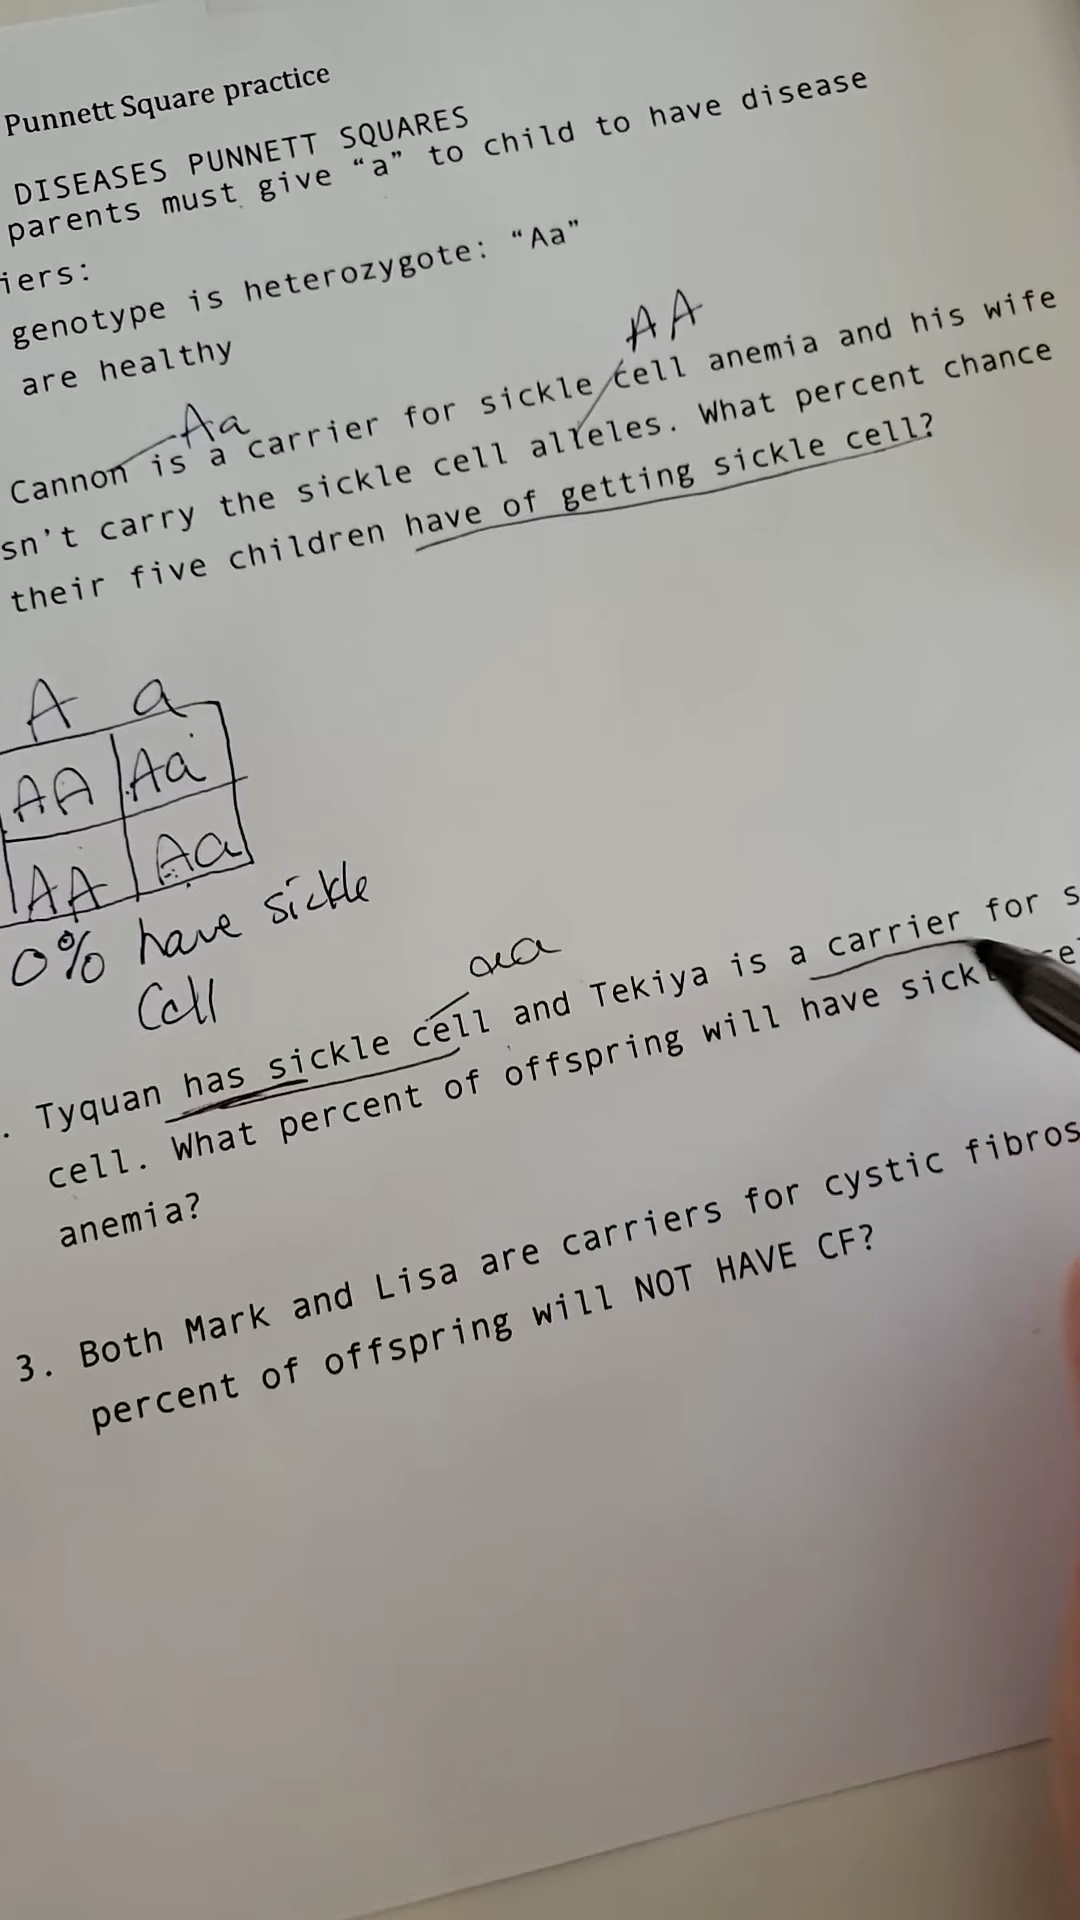 Punnett Square practice
DISEASES PUNNETT SQUARES
parents must give “a” to child to have disease
iers:
genotype is heterozygote: “Aa”
are healthy
AA
Aa
Cannon is a carrier for sickle cell anemia and his wife
sn't carry the sickle cell alleles. What percent chance
their five children have of getting sickle cell?
A a
AA Aa
AA Aa
0% have sickle
Cell
aa
. Tyquan has sickle cell and Tekiya is a carrier for s
cell. What percent of offspring will have sickl ce
anemia?
3. Both Mark and Lisa are carriers for cystic fibros
percent of offspring will NOT HAVE CF?